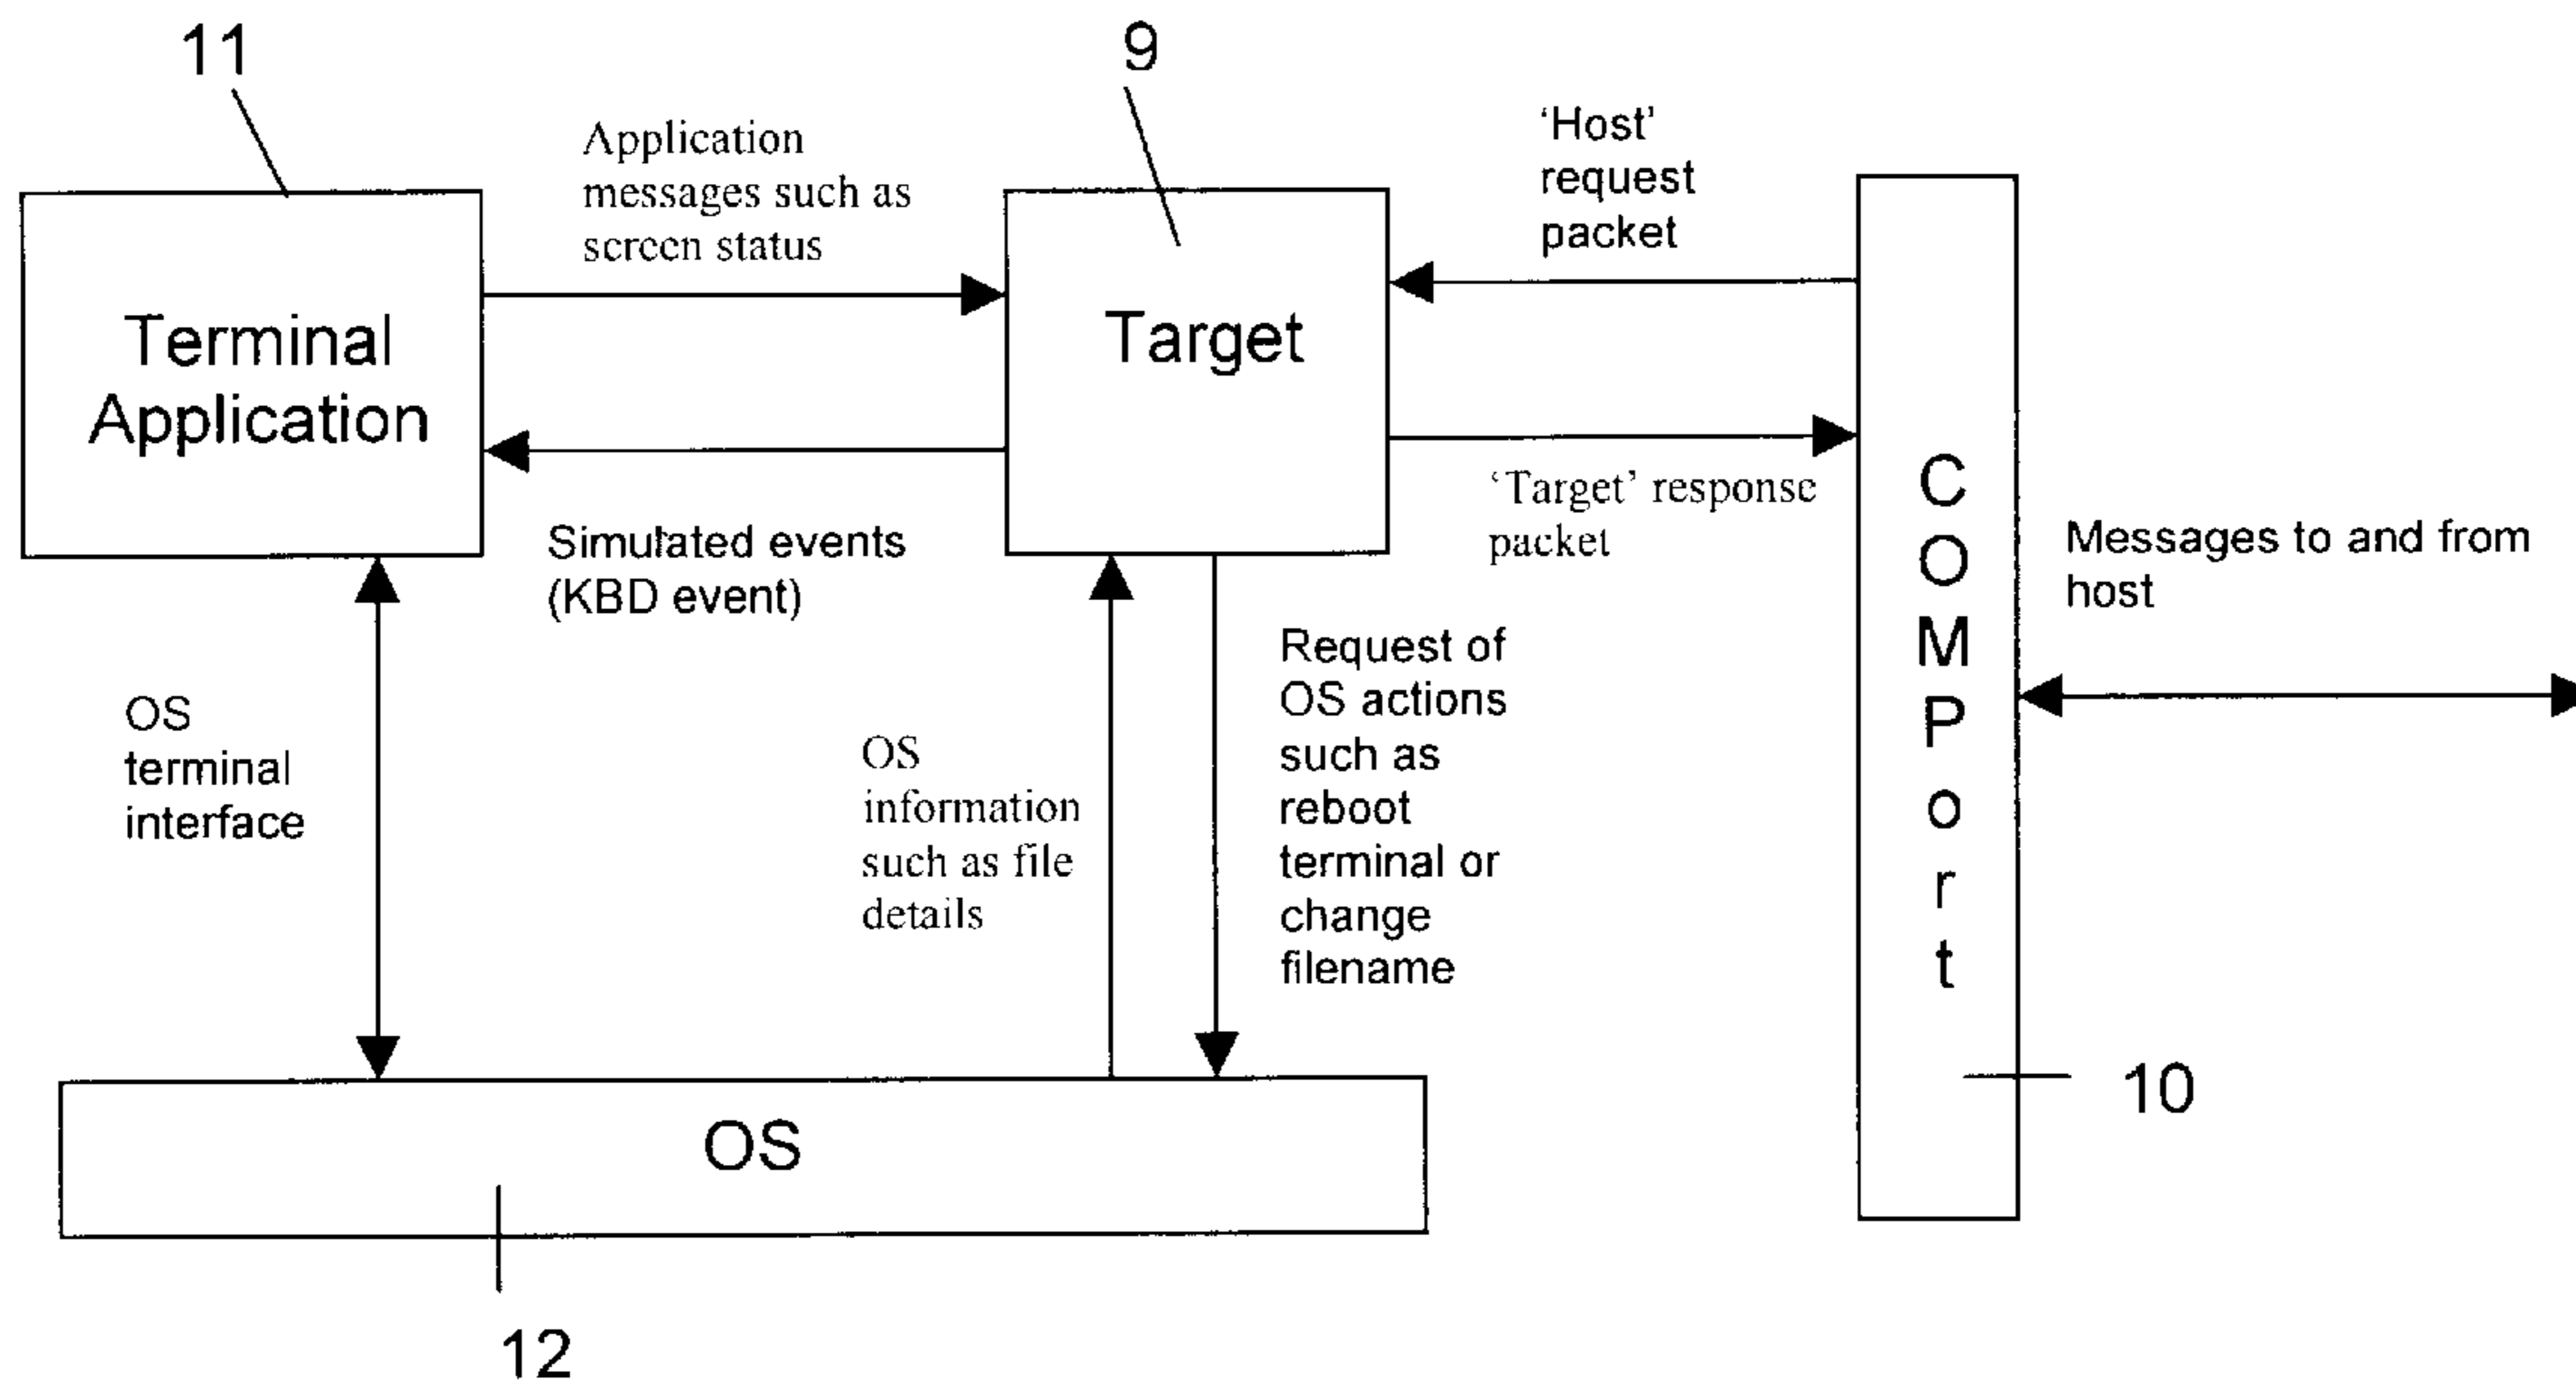 11
9
Application
messages such as
screen status
'Host'
request
packet
Terminal
Application
Target
'Target' response
packet
Simulated events
(KBD event)
COM Port
Messages to and from
host
OS
terminal
interface
OS
information
such as file
details
Request of
OS actions
such as
reboot
terminal or
change
filename
10
OS
12